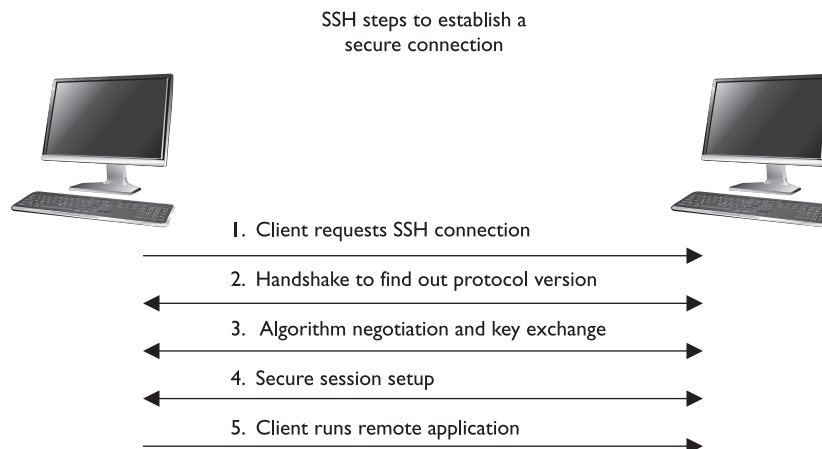 SSH steps to establish a
secure connection
1. Client requests SSH connection
2. Handshake to find out protocol version
3. Algorithm negotiation and key exchange
4. Secure session setup
5. Client runs remote application